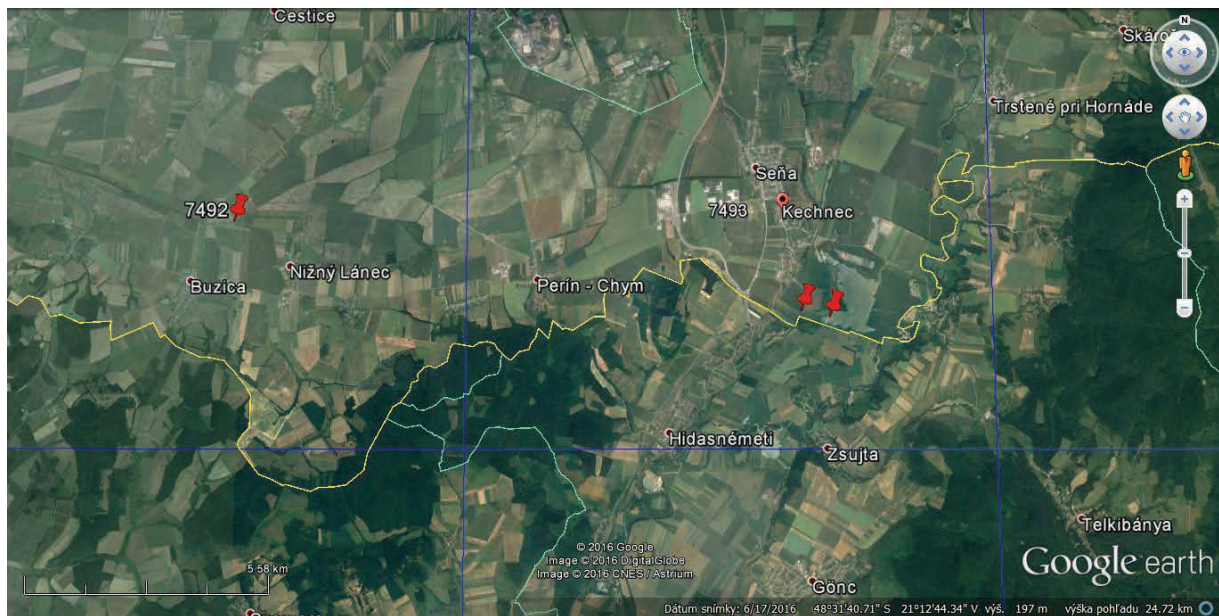 Čestice
N
Trstené pri Hornáde
Seňa
7492
7493
Kechnec
Nižný Lánec
Buzica
Perín - Chym
Hidasnémeti
Zsujta
Telkibánya
© 2016 Google
Image © 2016 DigitalGlobe
Image © 2016 CNES / Astrium
Google earth
5.58 km
Gönc
Dátum snímky: 6/17/2016 48°31'40.71" S 21°12'44.34" V výš. 197 m výška pohľadu 24.72 km